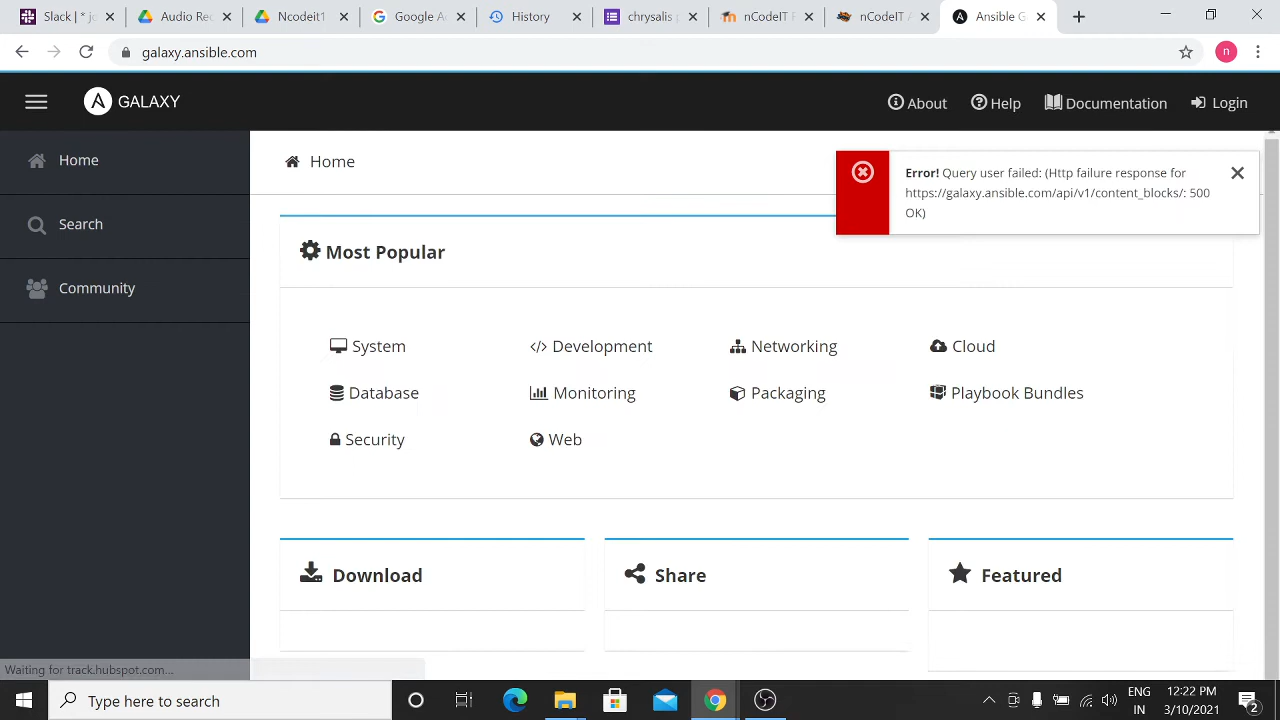 Slack | * j
Audio Rec
Ncodeit1
Google A
History
chrysalis p
nCodeIT F
nCodeIT A
Ansible G
galaxy.ansible.com
n
GALAXY
About
Help
Documentation
Login
Home
Search
Community
Home
Error! Query user failed: (Http failure response for
https://galaxy.ansible.com/api/v1/content_blocks/: 500
OK)
Most Popular
System
Development
Networking
Cloud
Database
Monitoring
Packaging
Playbook Bundles
Security
Web
Download
Share
Featured
Waiting for track.hubspot.com...
Type here to search
ENG
IN
12:22 PM
3/10/2021
2